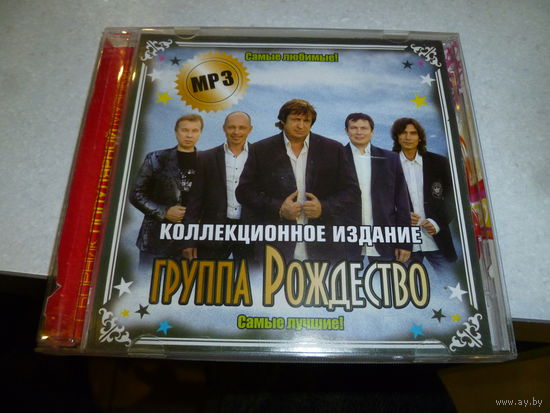 Самые любимые!
MP3
КОЛЛЕКЦИОННОЕ ИЗДАНИЕ
ГРУППА РОЖДЕСТВО
Самые лучшие!
www.ay.by